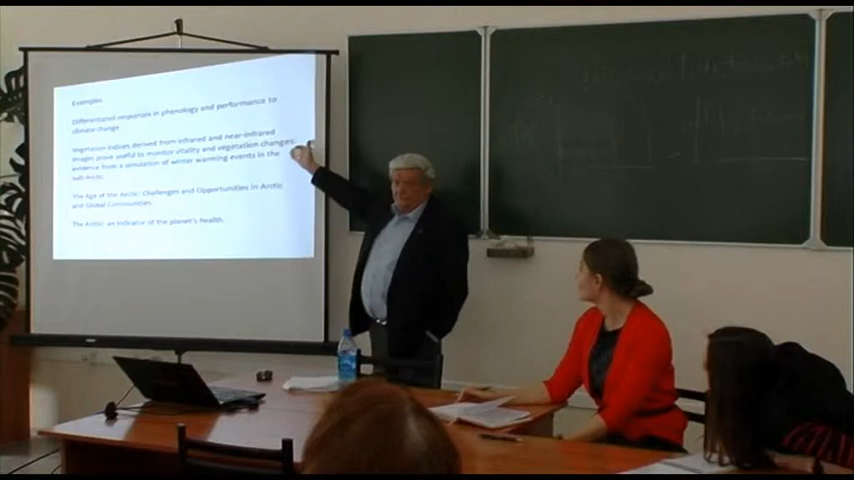 Examples
Differentiated responses in phenology and performance to
climate change
Vegetation indices derived from infrared and near-infrared
images prove useful to monitor vitality and vegetation changes:
evidence from a simulation of winter warming events in the
sub-Arctic.
The Age of the Arctic: Challenges and Opportunities in Arctic
and Global Communities.
The Arctic: an indicator of the planet's health.